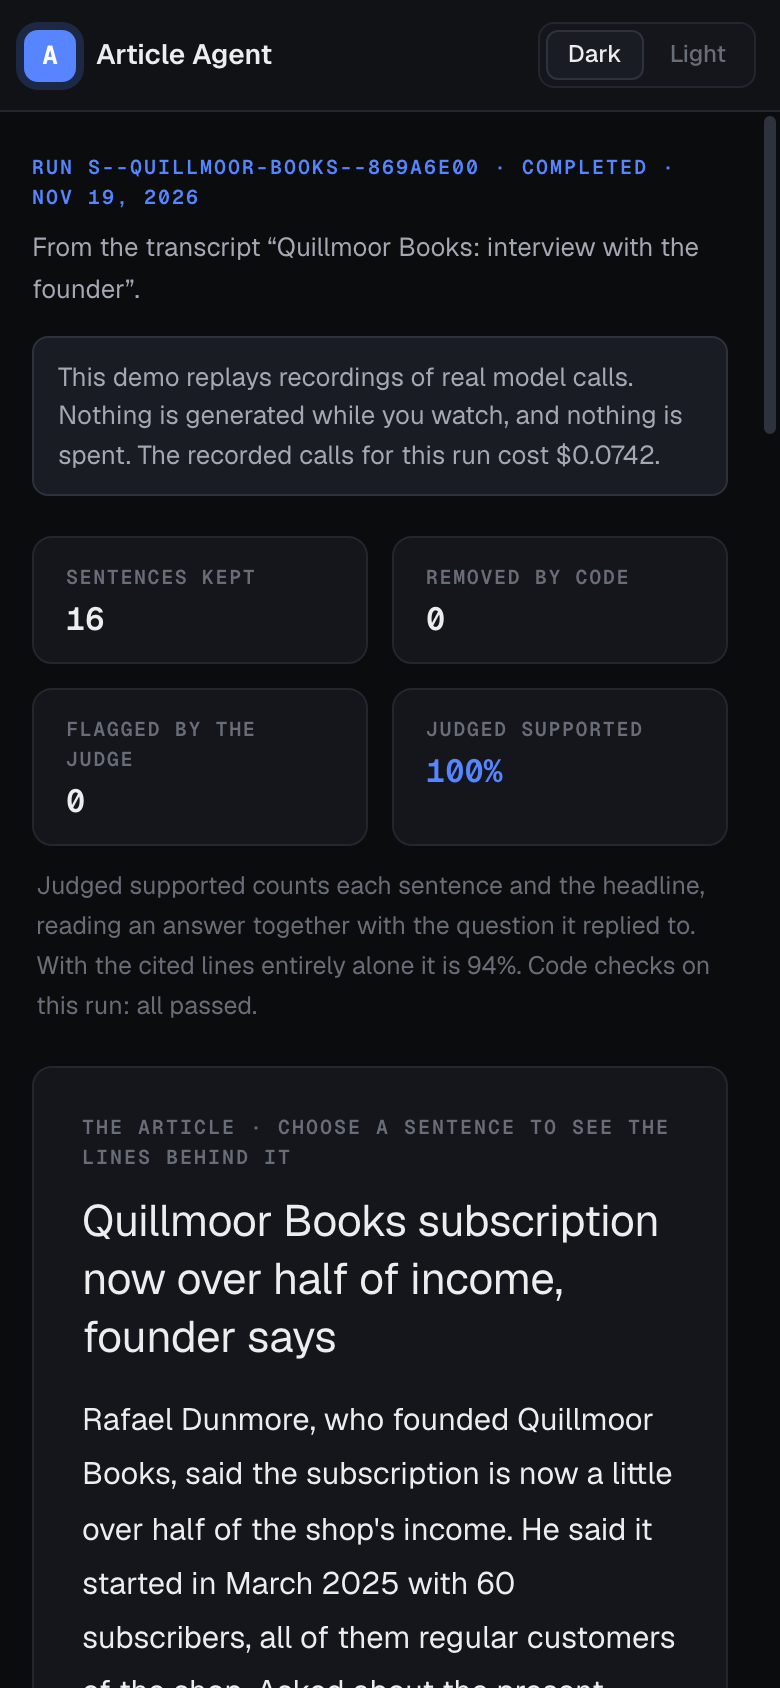 A
Article Agent
Dark
Light
RUN S--QUILLMOOR-BOOKS--869A6E00 · COMPLETED ·
NOV 19, 2026
From the transcript “Quillmoor Books: interview with the
founder”.
This demo replays recordings of real model calls.
Nothing is generated while you watch, and nothing is
spent. The recorded calls for this run cost $0.0742.
SENTENCES KEPT
16
REMOVED BY CODE
0
FLAGGED BY THE
JUDGE
0
JUDGED SUPPORTED
100%
Judged supported counts each sentence and the headline,
reading an answer together with the question it replied to.
With the cited lines entirely alone it is 94%. Code checks on
this run: all passed.
THE ARTICLE · CHOOSE A SENTENCE TO SEE THE
LINES BEHIND IT
Quillmoor Books subscription
now over half of income,
founder says
Rafael Dunmore, who founded Quillmoor
Books, said the subscription is now a little
over half of the shop's income. He said it
started in March 2025 with 60
subscribers, all of them regular customers
of the shop. Asked about the present